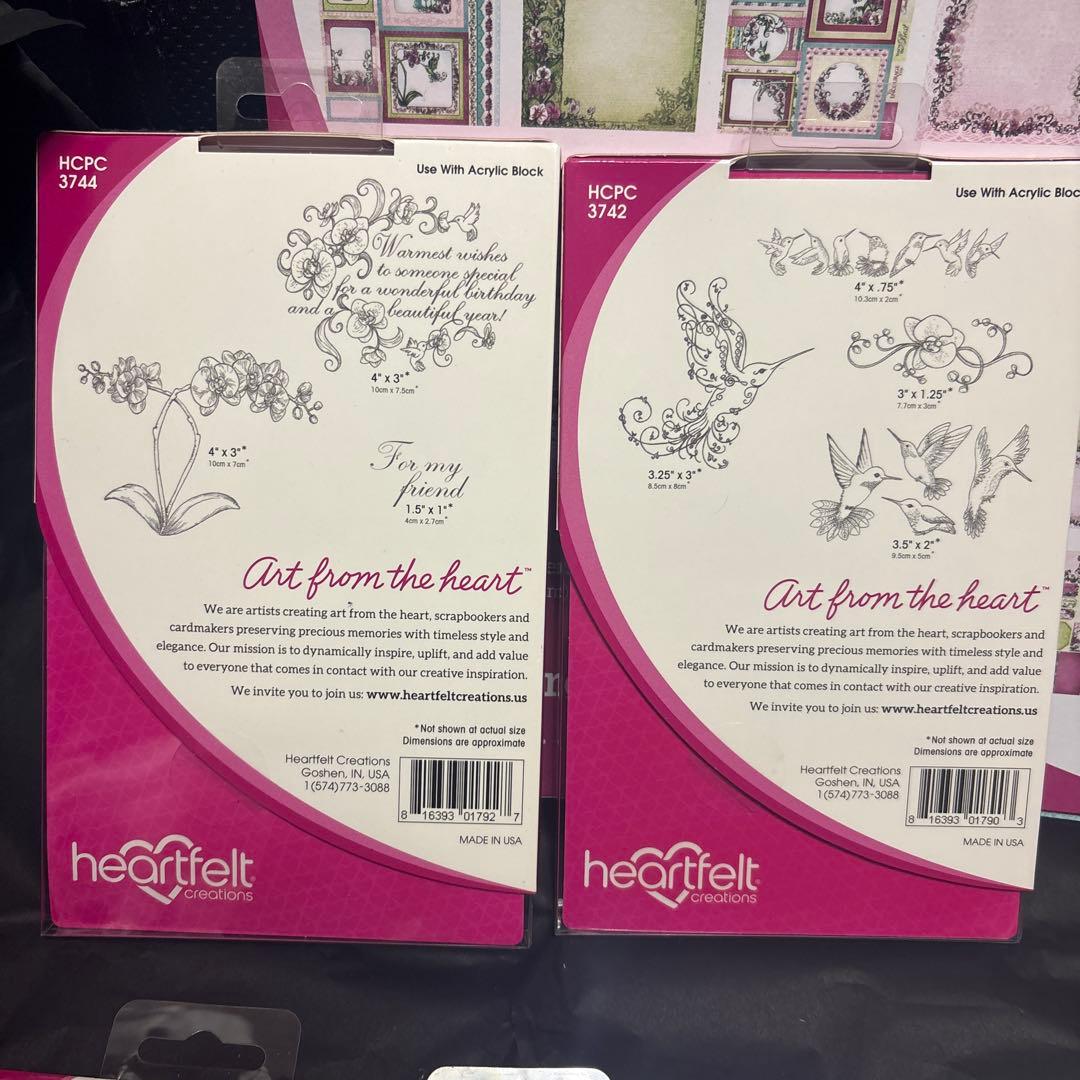 HCPC
3744
Use With Acrylic Block
Warmest wishes
to someone special
for a wonderful birthday
and a beautiful year!
4" x 3"*
10cm x 7.5cm*
4" x 3"*
10cm x 7cm*
For my
friend
1.5" x 1"*
4cm x 2.7cm*
Art from the heart™
We are artists creating art from the heart, scrapbookers and
cardmakers preserving precious memories with timeless style and
elegance. Our mission is to dynamically inspire, uplift, and add value
to everyone that comes in contact with our creative inspiration.
We invite you to join us: www.heartfeltcreations.us
*Not shown at actual size
Dimensions are approximate
Heartfelt Creations
Goshen, IN, USA
1(574)773-3088
8 16393 01792 7
MADE IN USA
heartfelt
creations
HCPC
3742
Use With Acrylic Bloc
4" x .75"*
10.3cm x 2cm*
3" x 1.25"*
7.7cm x 3cm*
3.25" x 3"*
8.5cm x 8cm*
3.5" x 2"*
9.5cm x 5cm*
Art from the heart™
We are artists creating art from the heart, scrapbookers and
cardmakers preserving precious memories with timeless style and
elegance. Our mission is to dynamically inspire, uplift, and add value
to everyone that comes in contact with our creative inspiration.
We invite you to join us: www.heartfeltcreations.us
*Not shown at actual size
Dimensions are approximate
Heartfelt Creations
Goshen, IN, USA
1(574)773-3088
8 16393 01790 3
MADE IN USA
heartfelt
creations